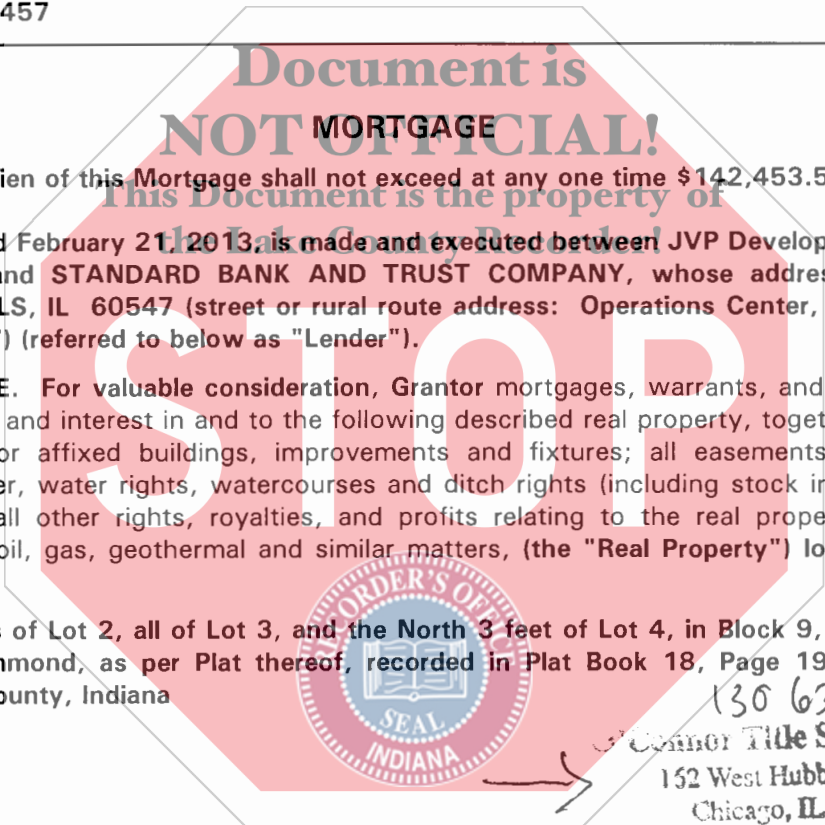 457
Document is
NOT OFFICIAL!
MORTGAGE
ien of this Mortgage shall not exceed at any one time $142,453.5
This Document is the property of
the Lake County Recorder!
d February 21, 2013, is made and executed between JVP Develop
and STANDARD BANK AND TRUST COMPANY, whose addre
LS, IL 60547 (street or rural route address: Operations Center,
") (referred to below as "Lender").
E. For valuable consideration, Grantor mortgages, warrants, and
and interest in and to the following described real property, toget
or affixed buildings, improvements and fixtures; all easements
er, water rights, watercourses and ditch rights (including stock in
all other rights, royalties, and profits relating to the real prope
oil, gas, geothermal and similar matters, (the "Real Property") lo
STOP
s of Lot 2, all of Lot 3, and the North 3 feet of Lot 4, in Block 9,
mmond, as per Plat thereof, recorded in Plat Book 18, Page 19
ounty, Indiana
RECORDER'S OFFICE
SEAL
INDIANA
130 63
O'Connor Title S
152 West Hubb
Chicago, IL